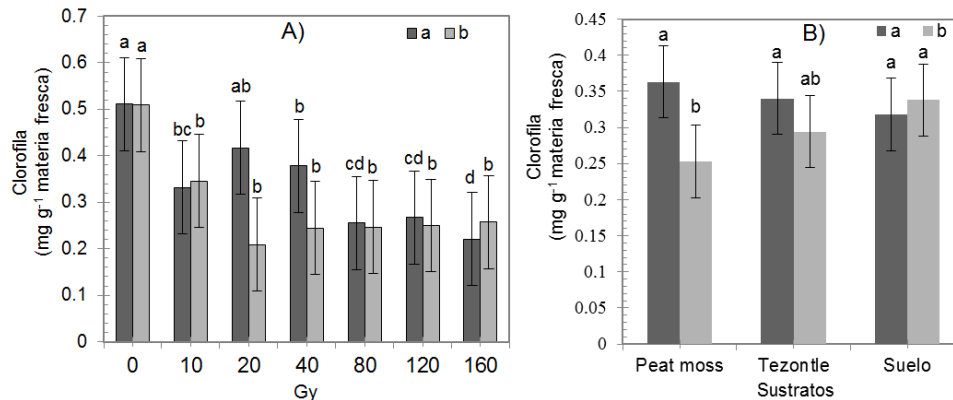 A)
a b
Clorofila
(mg g⁻¹ materia fresca)
0.7
0.6
0.5
0.4
0.3
0.2
0.1
0
a a
bc b
ab b
b b
cd b
cd b
d b
0 10 20 40 80 120 160
Gy
B)
a b
Clorofila
(mg g⁻¹ materia fresca)
0.45
0.4
0.35
0.3
0.25
0.2
0.15
0.1
0.05
0
a b
a ab
a a
Peat moss Tezontle Suelo
Sustratos